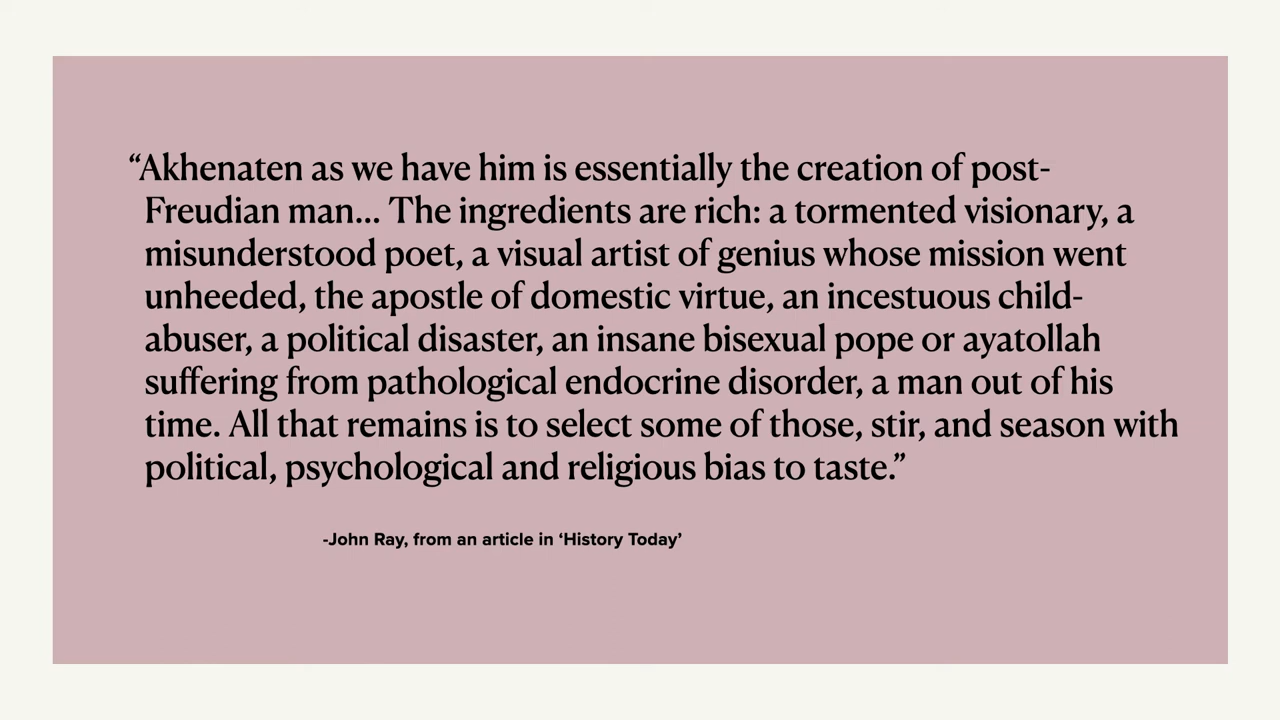 “Akhenaten as we have him is essentially the creation of post-
Freudian man... The ingredients are rich: a tormented visionary, a
misunderstood poet, a visual artist of genius whose mission went
unheeded, the apostle of domestic virtue, an incestuous child-
abuser, a political disaster, an insane bisexual pope or ayatollah
suffering from pathological endocrine disorder, a man out of his
time. All that remains is to select some of those, stir, and season with
political, psychological and religious bias to taste.”
-John Ray, from an article in ‘History Today’